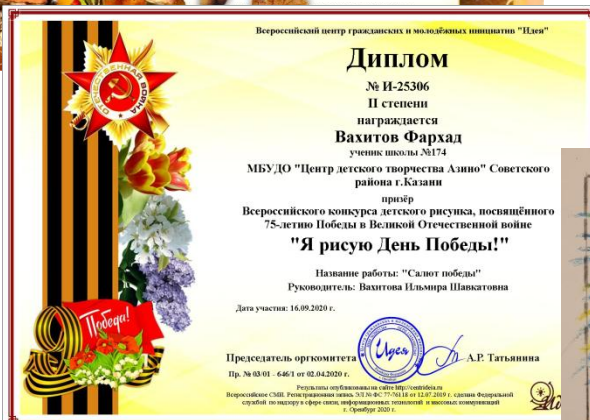 Всероссийский центр гражданских и молодёжных инициатив "Идея"
Диплом
№ И-25306
II степени
награждается
Вахитов Фархад
ученик школы №174
МБУДО "Центр детского творчества Азино" Советского
района г.Казани
призёр
Всероссийского конкурса детского рисунка, посвящённого
75-летию Победы в Великой Отечественной войне
"Я рисую День Победы!"
Название работы: "Салют победы"
Руководитель: Вахитова Ильмира Шавкатовна
Дата участия: 16.09.2020 г.
Председатель оргкомитета
А.Р. Татьянина
Пр. № 03/01 - 646/1 от 02.04.2020 г.
Результаты опубликованы на сайте http://centrideia.ru
Всероссийское СМИ. Регистрационная запись ЭЛ № ФС 77-76118 от 12.07.2019 г. сделана Федеральной
службой по надзору в сфере связи, информационных технологий и массовых коммуникаций
г. Оренбург 2020 г.
ОТЕЧЕСТВЕННАЯ ВОЙНА
9
Победа!
Идея